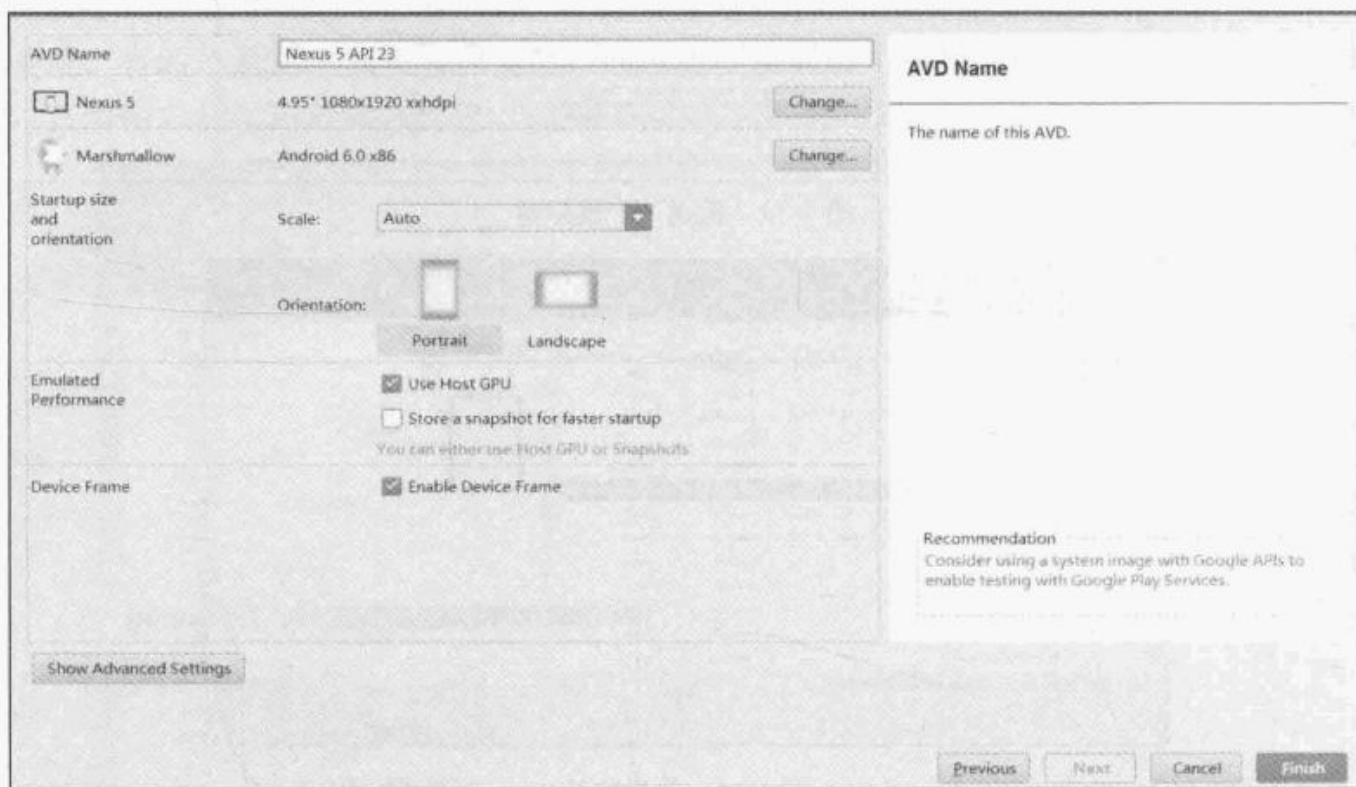 AVD Name
Nexus 5 API 23
Nexus 5
4.95" 1080x1920 xxhdpi
Change...
Marshmallow
Android 6.0 x86
Change...
Startup size
and
orientation
Scale:
Auto
Orientation:
Portrait
Landscape
Emulated
Performance
Use Host GPU
Store a snapshot for faster startup
You can either use Host GPU or Snapshots
Device Frame
Enable Device Frame
Show Advanced Settings
AVD Name
The name of this AVD.
Recommendation
Consider using a system image with Google APIs to
enable testing with Google Play Services.
Previous
Next
Cancel
Finish